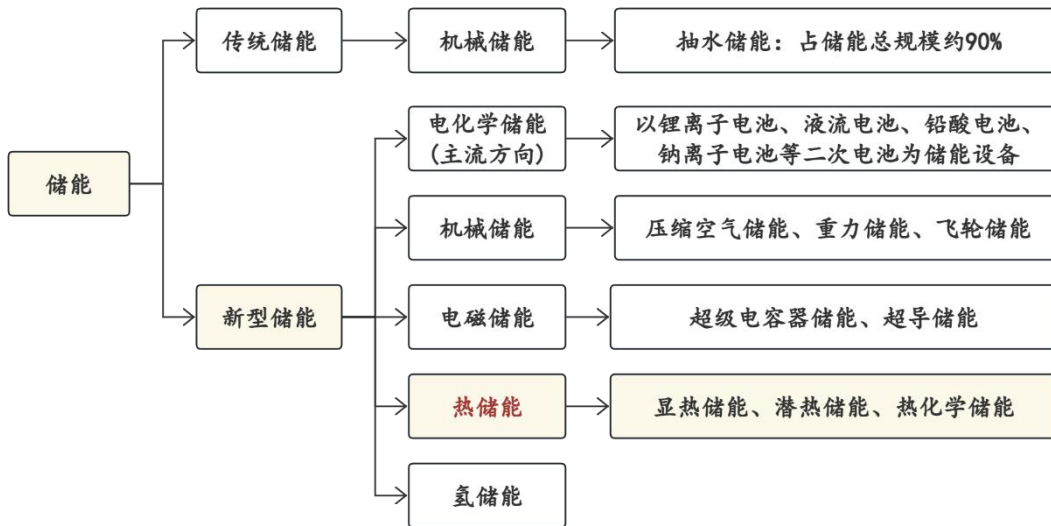 储能
传统储能
机械储能
抽水储能：占储能总规模约90%
新型储能
电化学储能
(主流方向)
以锂离子电池、液流电池、铅酸电池、
钠离子电池等二次电池为储能设备
机械储能
压缩空气储能、重力储能、飞轮储能
电磁储能
超级电容器储能、超导储能
热储能
显热储能、潜热储能、热化学储能
氢储能